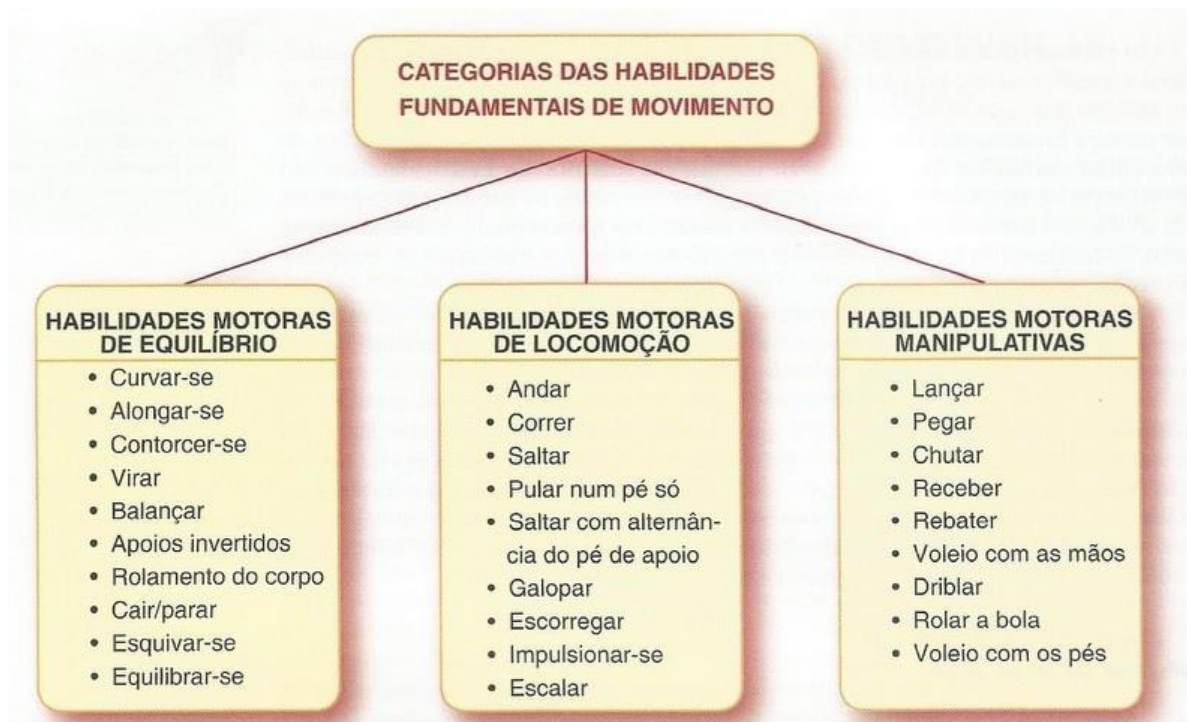 CATEGORIAS DAS HABILIDADES
FUNDAMENTAIS DE MOVIMENTO
HABILIDADES MOTORAS
DE EQUILÍBRIO
• Curvar-se
• Alongar-se
• Contorcer-se
• Virar
• Balançar
• Apoios invertidos
• Rolamento do corpo
• Cair/parar
• Esquivar-se
• Equilibrar-se
HABILIDADES MOTORAS
DE LOCOMOÇÃO
• Andar
• Correr
• Saltar
• Pular num pé só
• Saltar com alternân-
cia do pé de apoio
• Galopar
• Escorregar
• Impulsionar-se
• Escalar
HABILIDADES MOTORAS
MANIPULATIVAS
• Lançar
• Pegar
• Chutar
• Receber
• Rebater
• Voleio com as mãos
• Driblar
• Rolar a bola
• Voleio com os pés